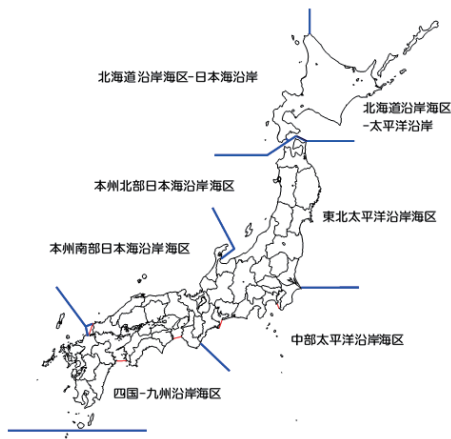 北海道沿岸海区-日本海沿岸
北海道沿岸海区
-太平洋沿岸
本州北部日本海沿岸海区
東北太平洋沿岸海区
本州南部日本海沿岸海区
中部太平洋沿岸海区
四国-九州沿岸海区